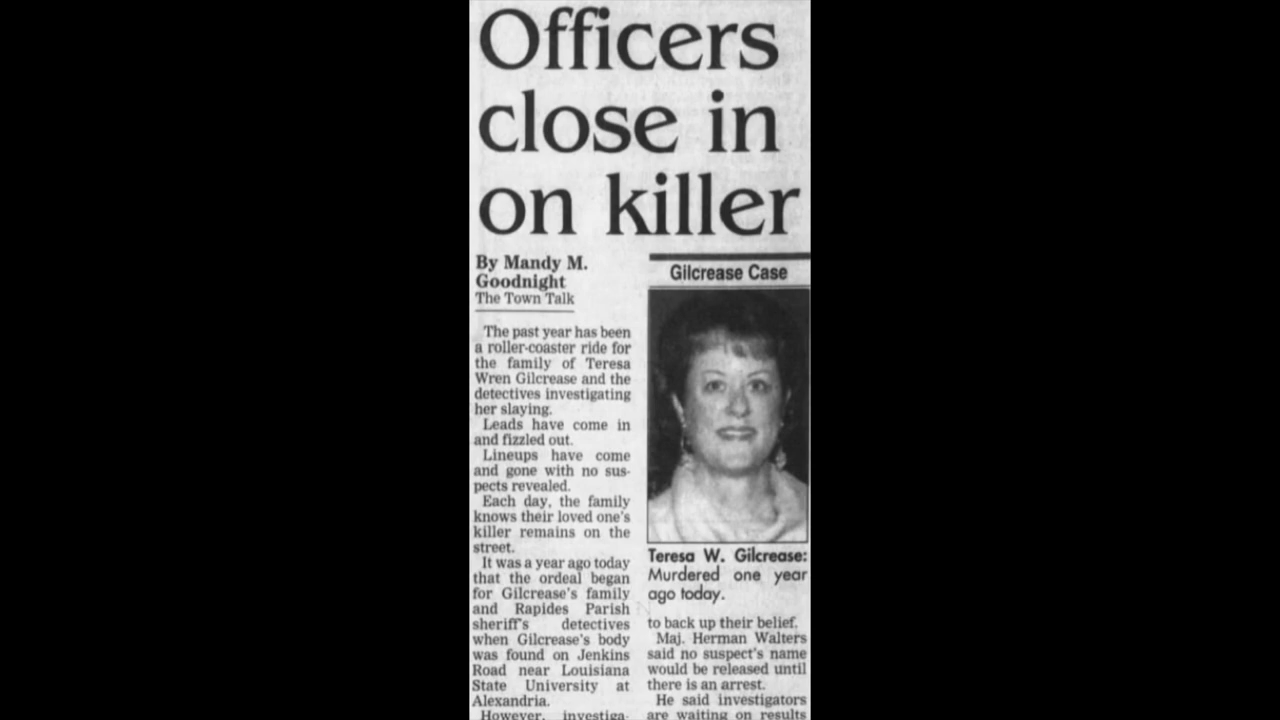 Officers
close in
on killer
By Mandy M.
Goodnight
The Town Talk
The past year has been
a roller-coaster ride for
the family of Teresa
Wren Gilcrease and the
detectives investigating
her slaying.
Leads have come in
and fizzled out.
Lineups have come
and gone with no sus-
pects revealed.
Each day, the family
knows their loved one's
killer remains on the
street.
It was a year ago today
that the ordeal began
for Gilcrease's family
and Rapides Parish
sheriff's detectives
when Gilcrease's body
was found on Jenkins
Road near Louisiana
State University at
Alexandria.
However, investiga-
Gilcrease Case
Teresa W. Gilcrease:
Murdered one year
ago today.
to back up their belief.
Maj. Herman Walters
said no suspect's name
would be released until
there is an arrest.
He said investigators
are waiting on results